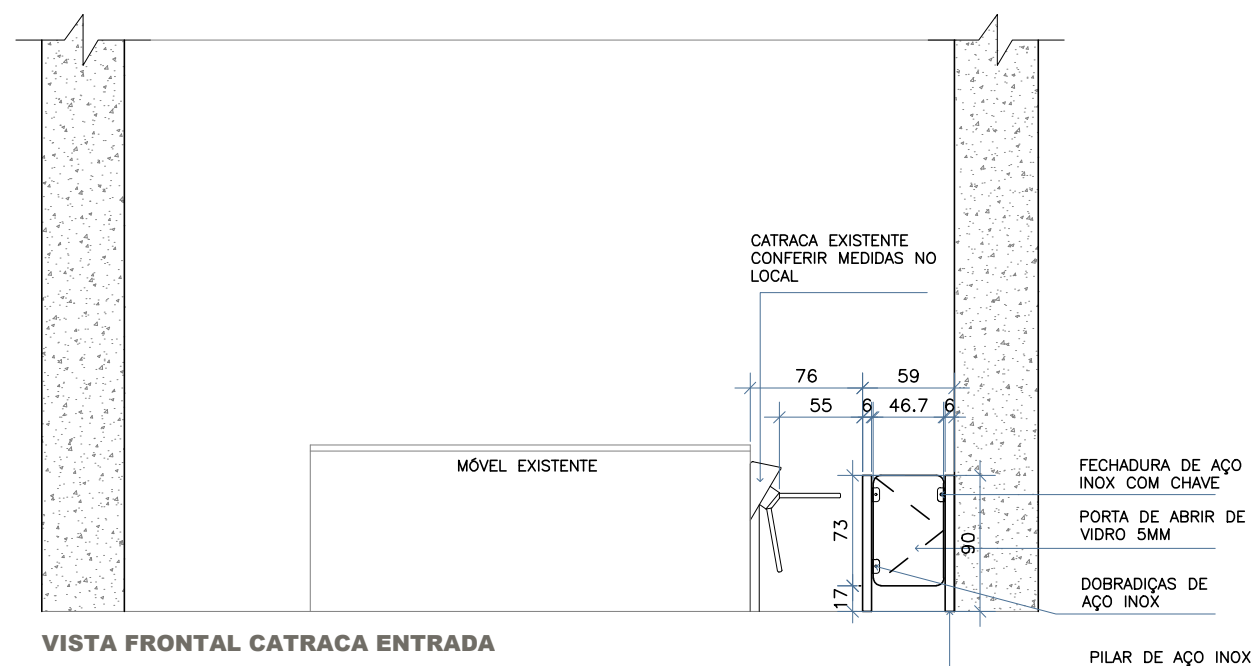 CATRACA EXISTENTE
CONFERIR MEDIDAS NO
LOCAL
76
59
55
6
46.7
6
MÓVEL EXISTENTE
FECHADURA DE AÇO
INOX COM CHAVE
PORTA DE ABRIR DE
VIDRO 5MM
73
90
DOBRADIÇAS DE
AÇO INOX
17
VISTA FRONTAL CATRACA ENTRADA
PILAR DE AÇO INOX